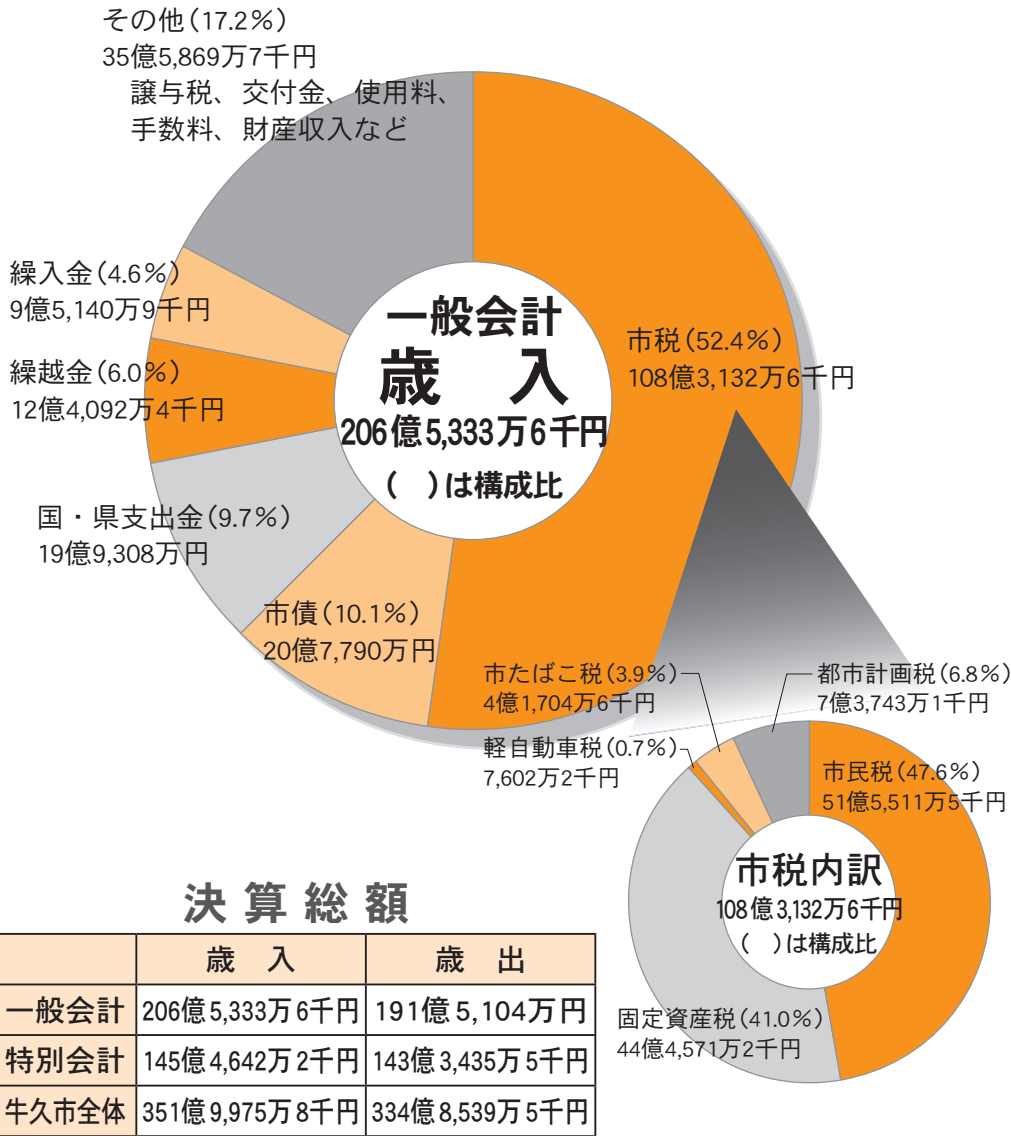 その他(17.2％)
35億5,869万7千円
譲与税、交付金、使用料、
手数料、財産収入など
繰入金(4.6％)
9億5,140万9千円
繰越金(6.0％)
12億4,092万4千円
国・県支出金(9.7％)
19億9,308万円
市債(10.1％)
20億7,790万円
市税(52.4％)
108億3,132万6千円
一般会計
歳　入
206億5,333万6千円
(　)は構成比
市たばこ税(3.9％)
4億1,704万6千円
軽自動車税(0.7％)
7,602万2千円
都市計画税(6.8％)
7億3,743万1千円
市民税(47.6％)
51億5,511万5千円
固定資産税(41.0％)
44億4,571万2千円
市税内訳
108億3,132万6千円
(　)は構成比
決算総額
歳　入　歳　出
一般会計 206億5,333万6千円 191億5,104万円
特別会計 145億4,642万2千円 143億3,435万5千円
牛久市全体 351億9,975万8千円 334億8,539万5千円